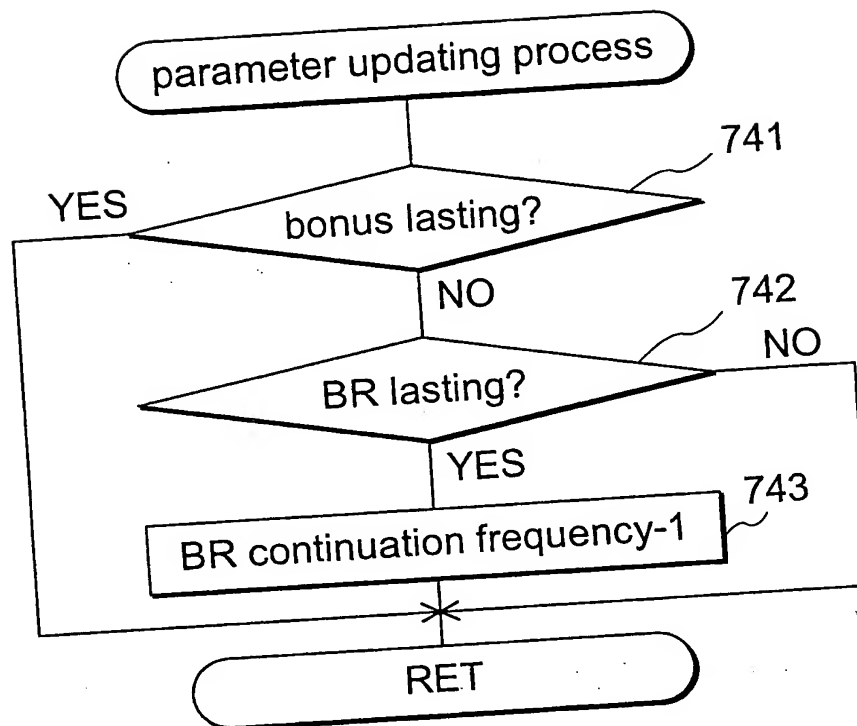 parameter updating process
741
YES
bonus lasting?
NO
742
NO
BR lasting?
YES
743
BR continuation frequency-1
RET